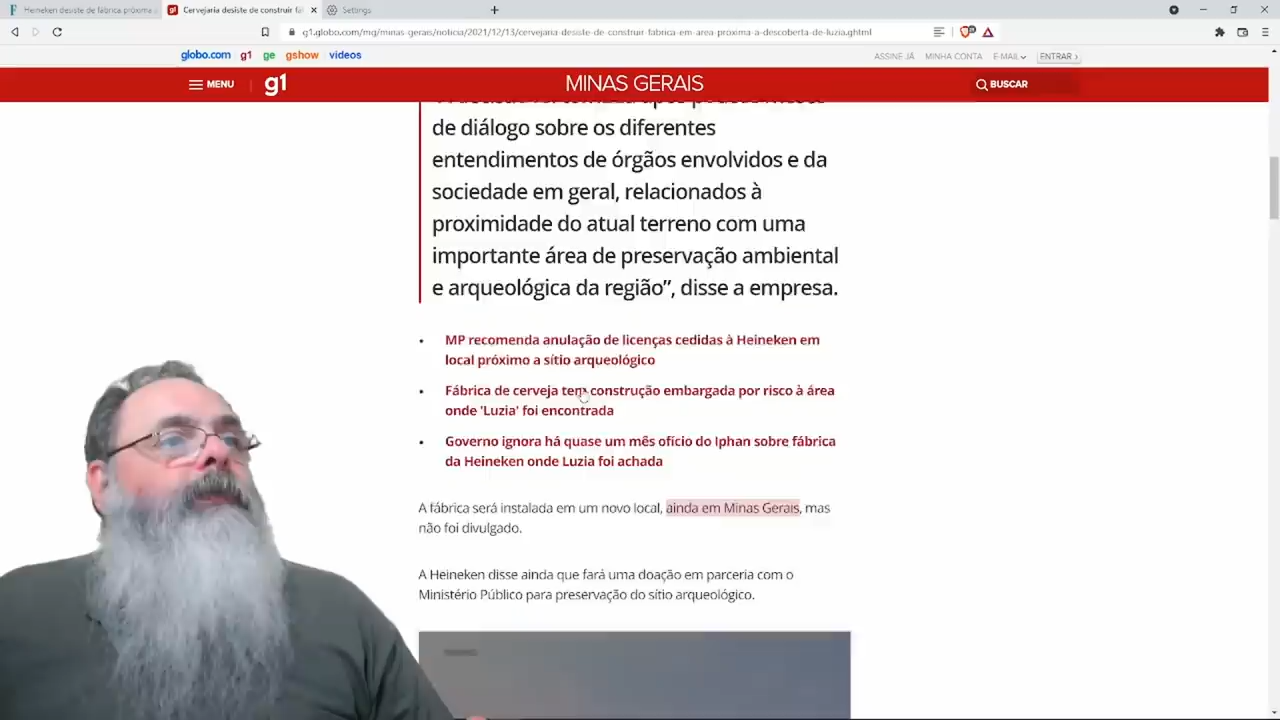 Heineken desiste de fábrica próxima a
Cervejaria desiste de construir fáb
Settings
g1.globo.com/mg/minas-gerais/noticia/2021/12/13/cervejaria-desiste-de-construir-fabrica-em-area-proxima-a-descoberta-de-luzia.ghtml
globo.com g1 ge gshow videos
ASSINE JÁ MINHA CONTA E-MAIL ENTRAR
MENU g1 MINAS GERAIS BUSCAR
de diálogo sobre os diferentes
entendimentos de órgãos envolvidos e da
sociedade em geral, relacionados à
proximidade do atual terreno com uma
importante área de preservação ambiental
e arqueológica da região”, disse a empresa.
MP recomenda anulação de licenças cedidas à Heineken em
local próximo a sítio arqueológico
Fábrica de cerveja tem construção embargada por risco à área
onde 'Luzia' foi encontrada
Governo ignora há quase um mês ofício do Iphan sobre fábrica
da Heineken onde Luzia foi achada
A fábrica será instalada em um novo local, ainda em Minas Gerais, mas
não foi divulgado.
A Heineken disse ainda que fará uma doação em parceria com o
Ministério Público para preservação do sítio arqueológico.